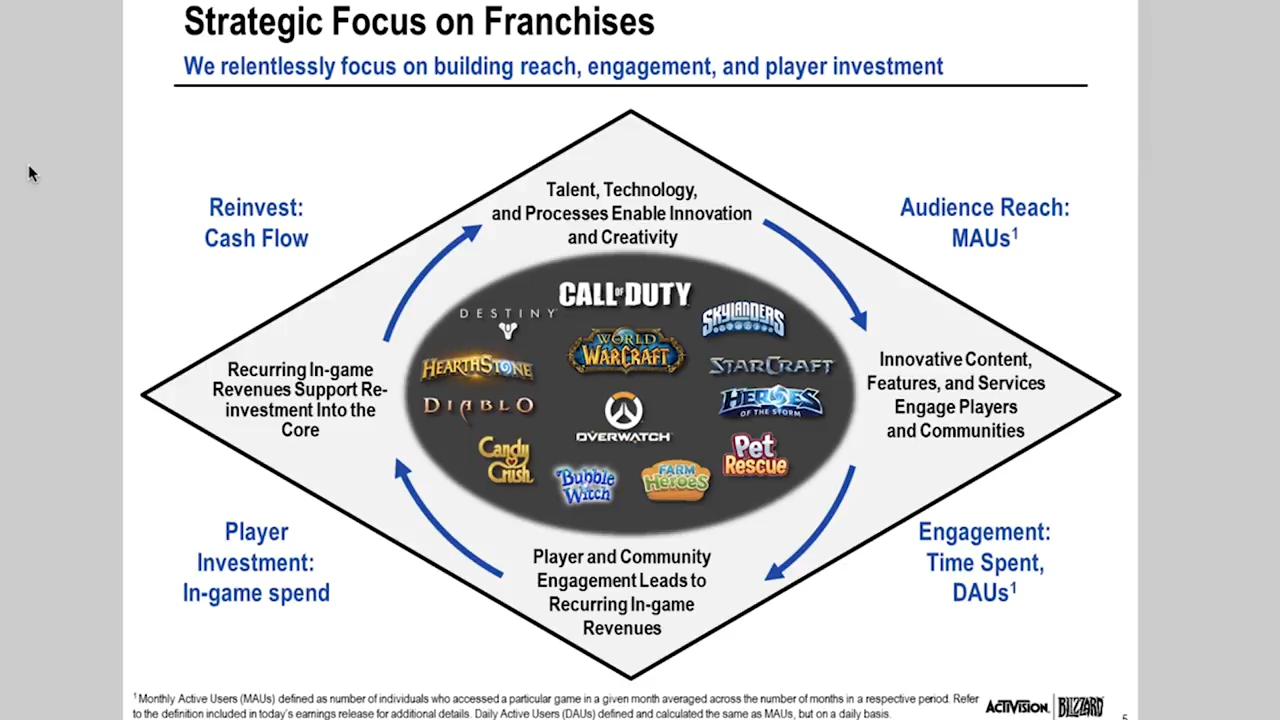 Strategic Focus on Franchises
We relentlessly focus on building reach, engagement, and player investment
Reinvest:
Cash Flow
Talent, Technology,
and Processes Enable Innovation
and Creativity
Audience Reach:
MAUs¹
CALL OF DUTY
DESTINY
SKYLANDERS
WORLD
WARCRAFT
HEARTHSTONE
STARCRAFT
DIABLO
HEROES
OF THE STORM
OVERWATCH
Candy
Crush
Bubble
Witch
FARM
HEROES
Pet
Rescue
Recurring In-game
Revenues Support Re-
investment Into the
Core
Innovative Content,
Features, and Services
Engage Players
and Communities
Player
Investment:
In-game spend
Player and Community
Engagement Leads to
Recurring In-game
Revenues
Engagement:
Time Spent,
DAUs¹
¹ Monthly Active Users (MAUs) defined as number of individuals who accessed a particular game in a given month averaged across the number of months in a respective period. Refer
to the definition included in today's earnings release for additional details. Daily Active Users (DAUs) defined and calculated the same as MAUs, but on a daily basis.
ACTIVISION BLIZZARD
5